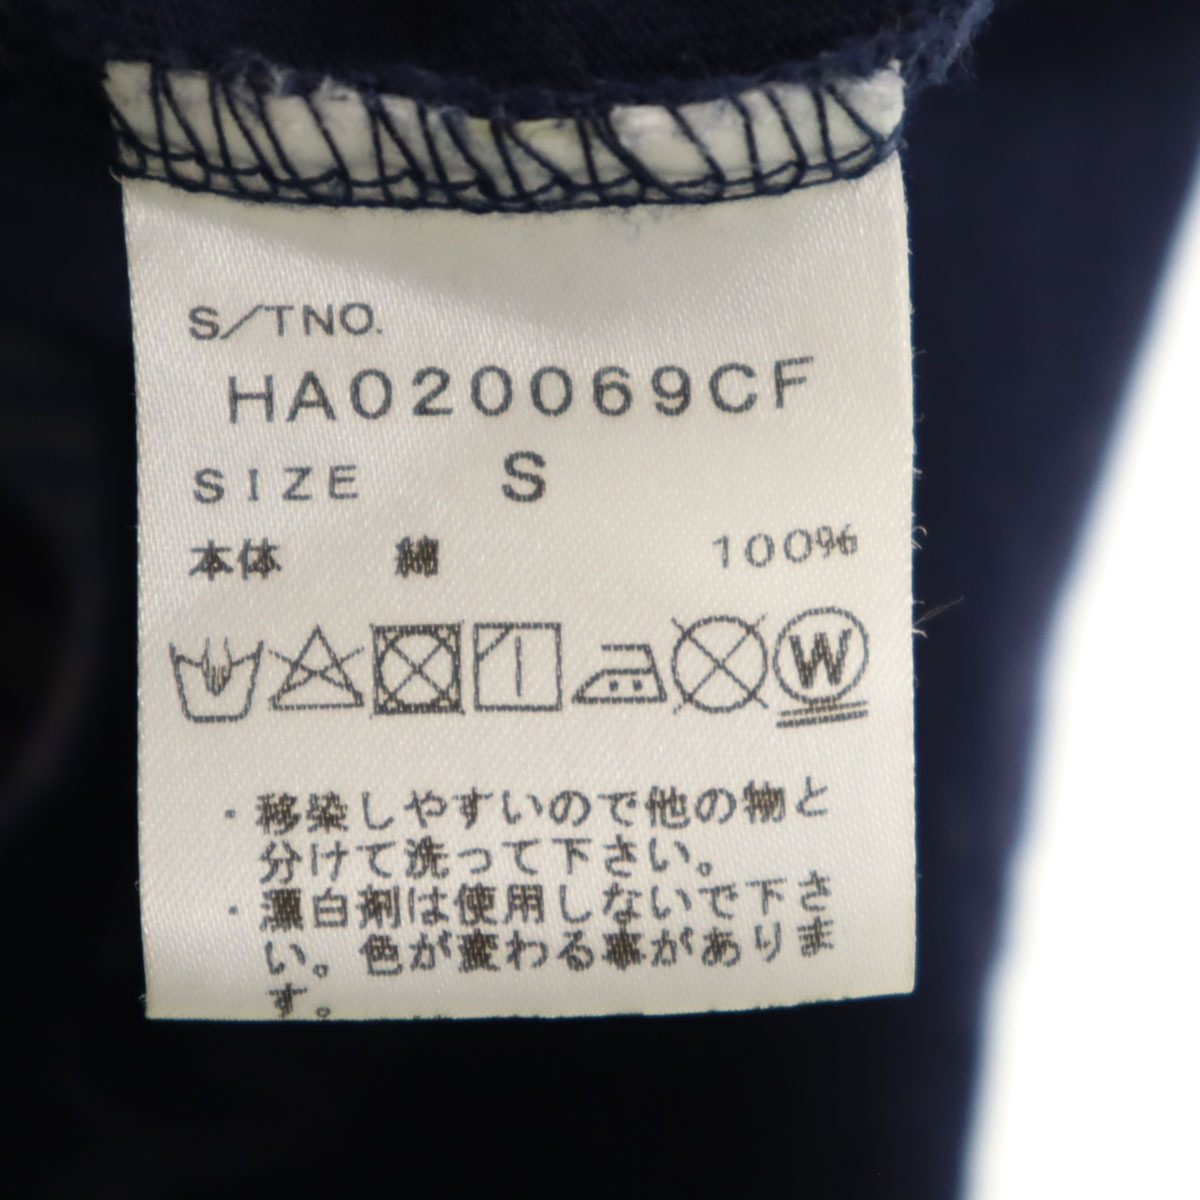 S/TNO.
HA020069CF
SIZE S
本体 綿 100%
W
・移染しやすいので他の物と
分けて洗って下さい。
・漂白剤は使用しないで下さ
い。色が変わる事がありま
す。